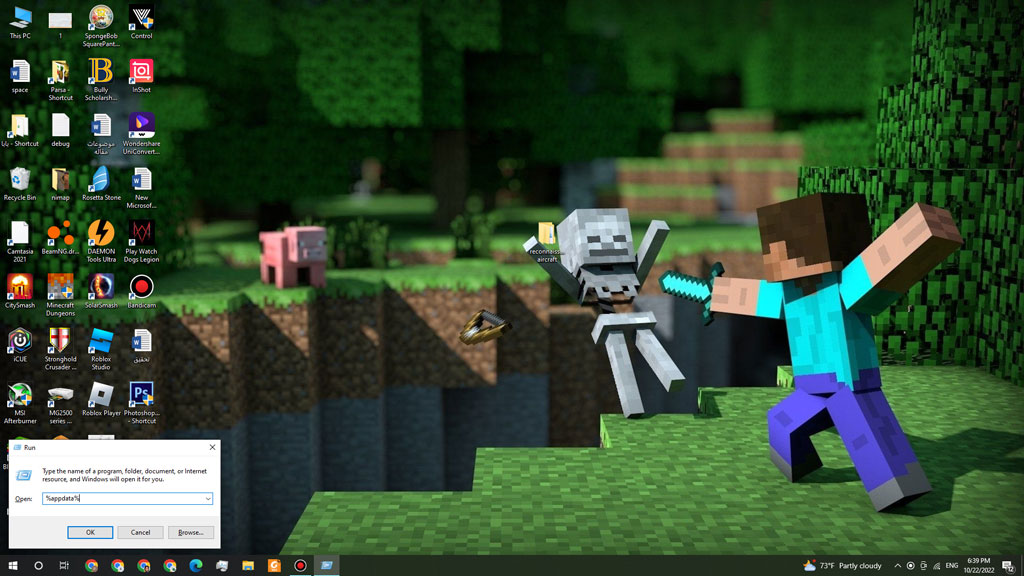 This PC
1
SpongeBob
SquarePant...
Control
space
Parsa -
Shortcut
Bully
Scholarsh...
InShot
بابا - Shortcut
debug
موضوعات
مقاله
Wondershare
UniConvert...
Recycle Bin
nimap
Rosetta Stone
New
Microsof...
Camtasia
2021
BeamNG.dr...
DAEMON
Tools Ultra
Play Watch
Dogs Legion
reconnaiss
aircraft
CitySmash
Minecraft
Dungeons
SolarSmash
Bandicam
iCUE
Stronghold
Crusader ...
Roblox
Studio
تحقیق
MSI
Afterburner
MG2500
series ...
Roblox Player
Photoshop...
- Shortcut
Run
Type the name of a program, folder, document, or Internet
resource, and Windows will open it for you.
Open:
%appdata%
OK
Cancel
Browse...
73°F Partly cloudy
ENG
6:39 PM
10/22/2022
12